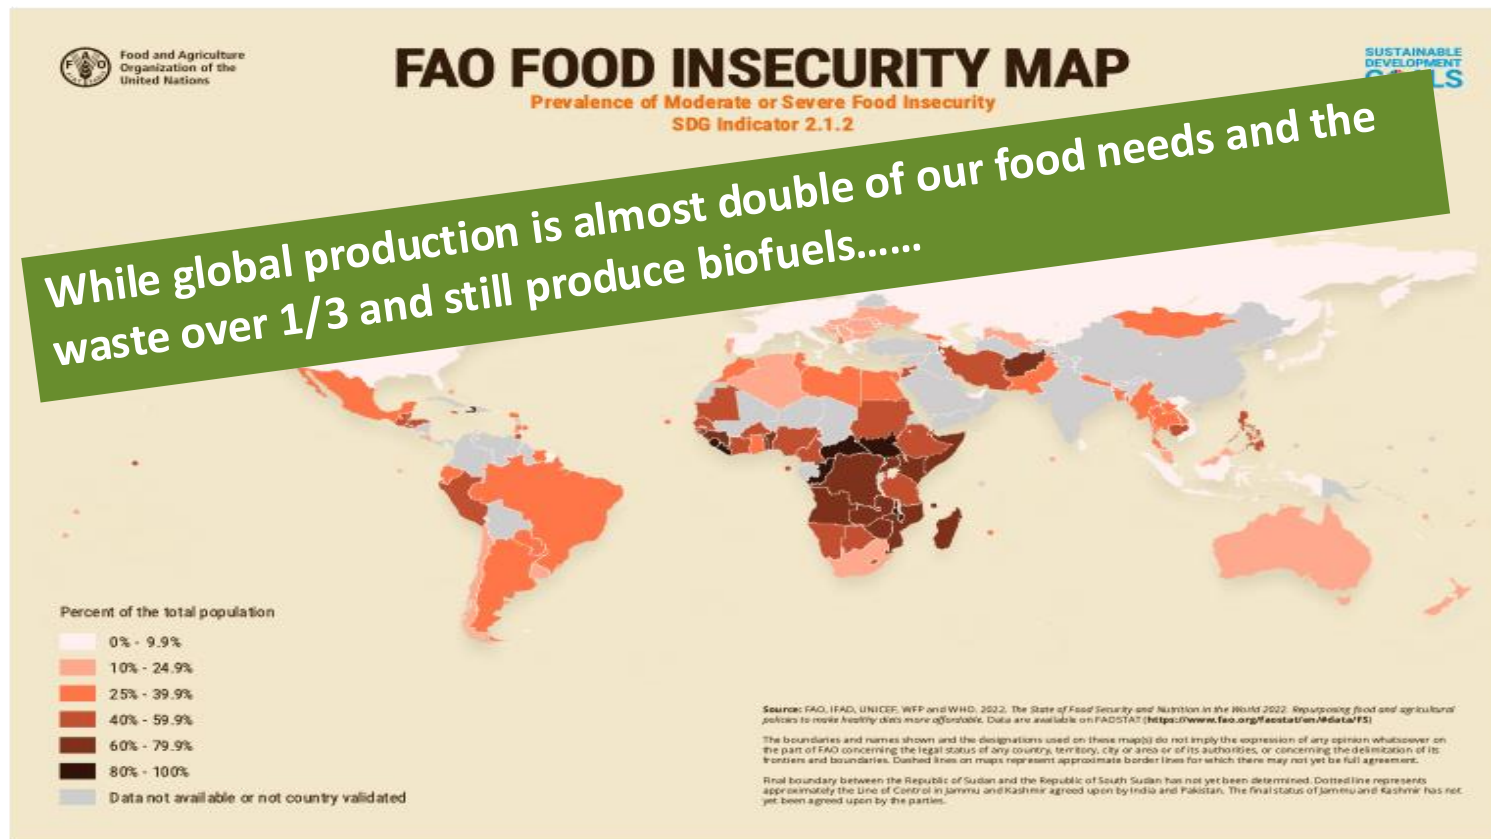 Food and Agriculture
Organization of the
United Nations
FAO FOOD INSECURITY MAP
Prevalence of Moderate or Severe Food Insecurity
SDG Indicator 2.1.2
SUSTAINABLE
DEVELOPMENT
While global production is almost double of our food needs and the
waste over 1/3 and still produce biofuels......
Percent of the total population
0% - 9.9%
10% - 24.9%
25% - 39.9%
40% - 59.9%
60% - 79.9%
80% - 100%
Data not available or not country validated
Source: FAO, IFAD, UNICEF, WFP and WHO. 2022. The State of Food Security and Nutrition in the World 2022. Repurposing food and agricultural
policies to make healthy diets more affordable. Data are available on FAOSTAT (https://www.fao.org/faostat/en/#data/FS)
The boundaries and names shown and the designations used on these map(s) do not imply the expression of any opinion whatsoever on
the part of FAO concerning the legal status of any country, territory, city or area or of its authorities, or concerning the delimitation of its
frontiers and boundaries. Dashed lines on maps represent approximate border lines for which there may not yet be full agreement.
Final boundary between the Republic of Sudan and the Republic of South Sudan has not yet been determined. Dotted line represents
approximately the Line of Control in Jammu and Kashmir agreed upon by India and Pakistan. The final status of Jammu and Kashmir has not
yet been agreed upon by the parties.